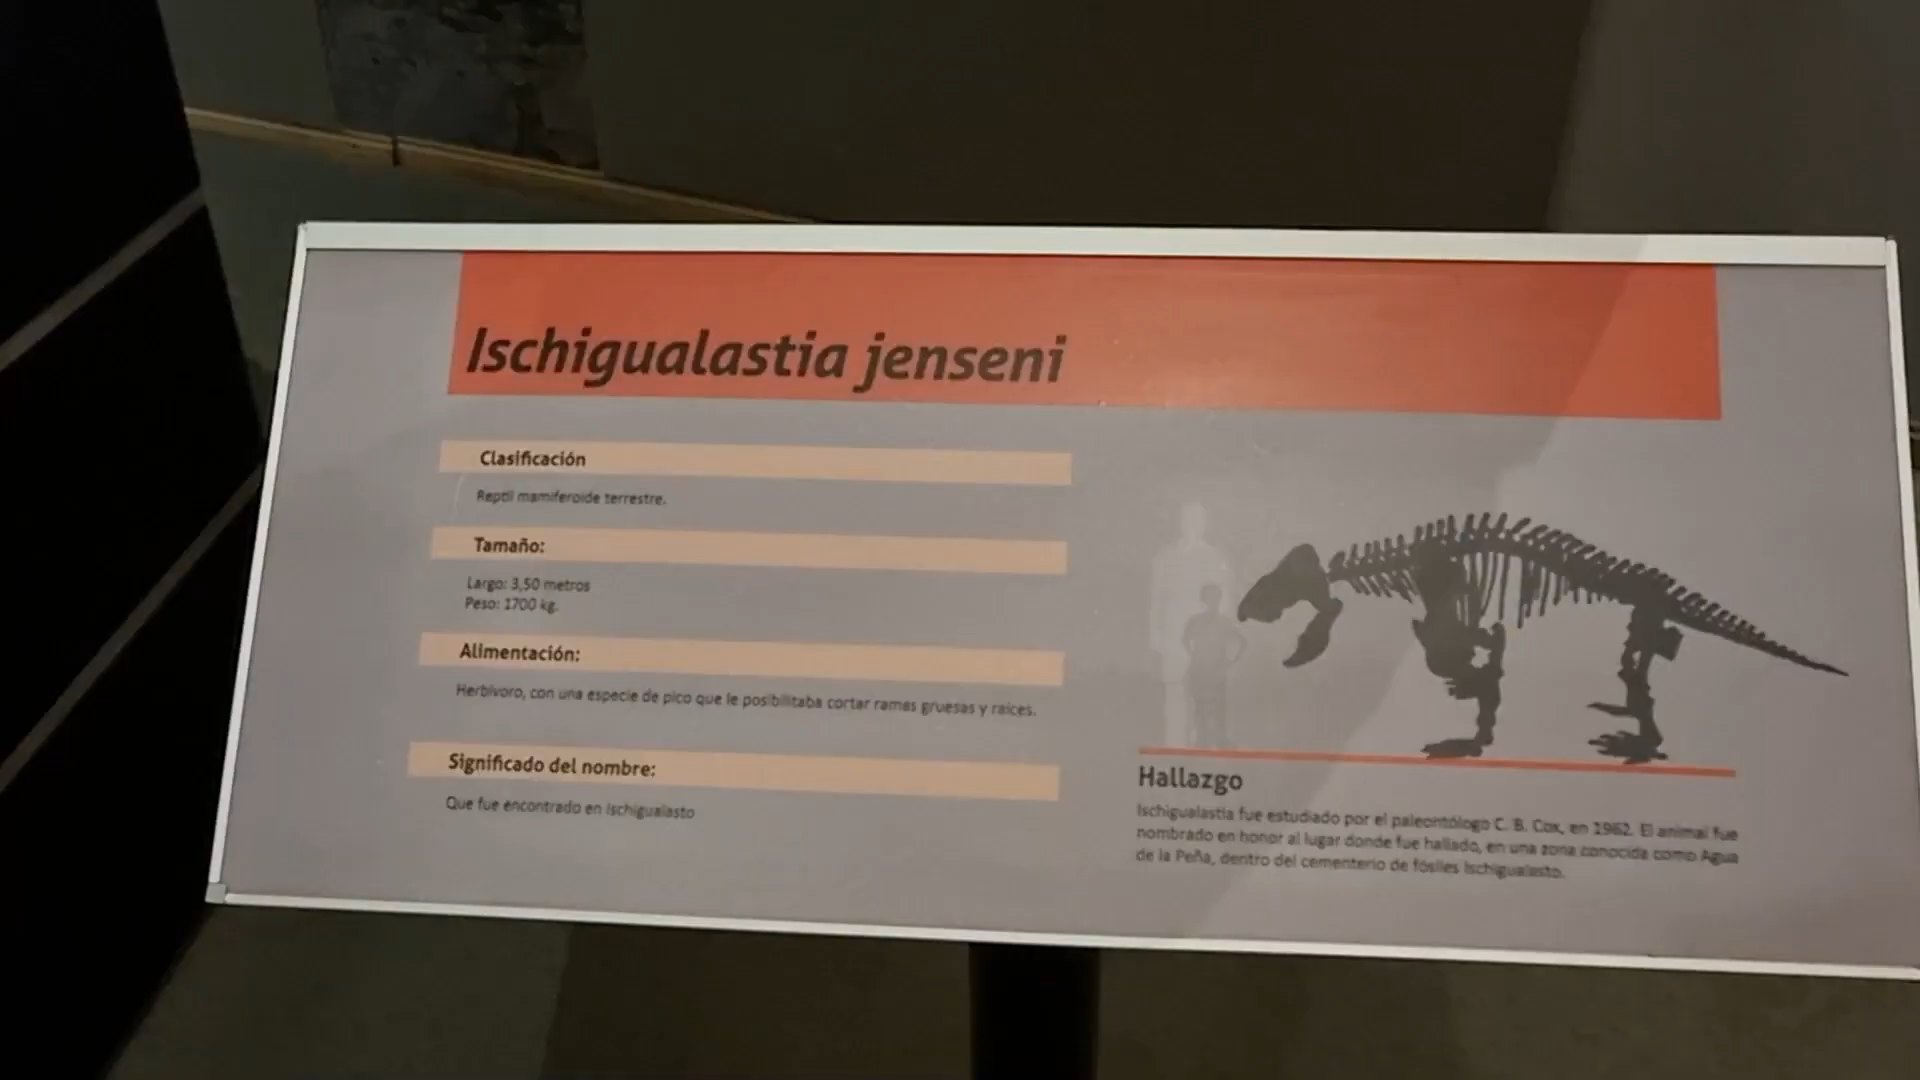 Ischigualastia jenseni
Clasificación
Reptil mamiferoide terrestre.
Tamaño:
Largo: 3,50 metros
Peso: 1700 kg.
Alimentación:
Herbívoro, con una especie de pico que le posibilitaba cortar ramas gruesas y raíces.
Significado del nombre:
Que fue encontrado en Ischigualasto
Hallazgo
Ischigualastia fue estudiado por el paleontólogo C. B. Cox, en 1962. El animal fue
nombrado en honor al lugar donde fue hallado, en una zona conocida como Agua
de la Peña, dentro del cementerio de fósiles Ischigualasto.